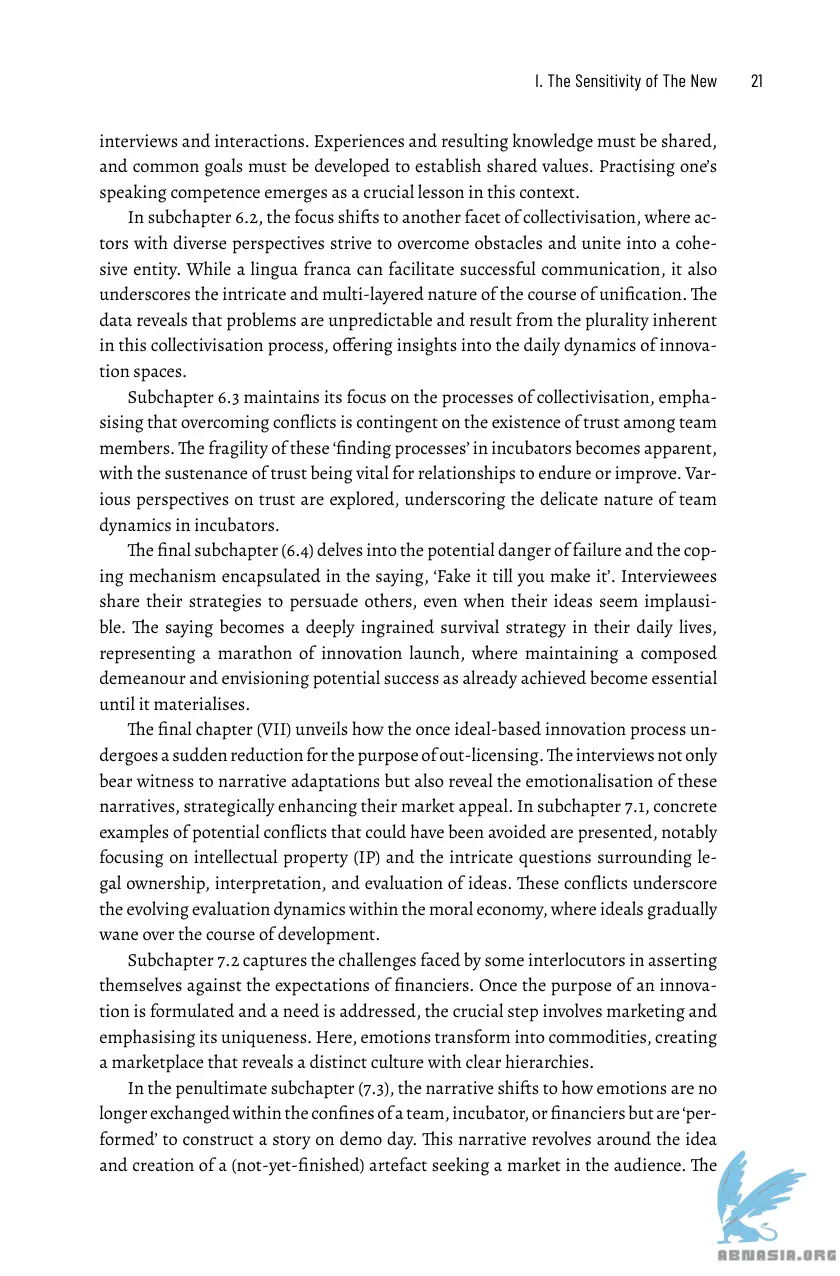 I. The Sensitivity of The New 21
interviews and interactions. Experiences and resulting knowledge must be shared,
and common goals must be developed to establish shared values. Practising one’s
speaking competence emerges as a crucial lesson in this context.
In subchapter 6.2, the focus shifts to another facet of collectivisation, where ac-
tors with diverse perspectives strive to overcome obstacles and unite into a cohe-
sive entity. While a lingua franca can facilitate successful communication, it also
underscores the intricate and multi-layered nature of the course of unification. The
data reveals that problems are unpredictable and result from the plurality inherent
in this collectivisation process, offering insights into the daily dynamics of innova-
tion spaces.
Subchapter 6.3 maintains its focus on the processes of collectivisation, empha-
sising that overcoming conflicts is contingent on the existence of trust among team
members. The fragility of these ‘finding processes’ in incubators becomes apparent,
with the sustenance of trust being vital for relationships to endure or improve. Var-
ious perspectives on trust are explored, underscoring the delicate nature of team
dynamics in incubators.
The final subchapter (6.4) delves into the potential danger of failure and the cop-
ing mechanism encapsulated in the saying, ‘Fake it till you make it’. Interviewees
share their strategies to persuade others, even when their ideas seem implausi-
ble. The saying becomes a deeply ingrained survival strategy in their daily lives,
representing a marathon of innovation launch, where maintaining a composed
demeanour and envisioning potential success as already achieved become essential
until it materialises.
The final chapter (VII) unveils how the once ideal-based innovation process un-
dergoes a sudden reduction for the purpose of out-licensing. The interviews not only
bear witness to narrative adaptations but also reveal the emotionalisation of these
narratives, strategically enhancing their market appeal. In subchapter 7.1, concrete
examples of potential conflicts that could have been avoided are presented, notably
focusing on intellectual property (IP) and the intricate questions surrounding le-
gal ownership, interpretation, and evaluation of ideas. These conflicts underscore
the evolving evaluation dynamics within the moral economy, where ideals gradually
wane over the course of development.
Subchapter 7.2 captures the challenges faced by some interlocutors in asserting
themselves against the expectations of financiers. Once the purpose of an innova-
tion is formulated and a need is addressed, the crucial step involves marketing and
emphasising its uniqueness. Here, emotions transform into commodities, creating
a marketplace that reveals a distinct culture with clear hierarchies.
In the penultimate subchapter (7.3), the narrative shifts to how emotions are no
longer exchanged within the confines of a team, incubator, or financiers but are ‘per-
formed’ to construct a story on demo day. This narrative revolves around the idea
and creation of a (not-yet-finished) artefact seeking a market in the audience. The
ABNASIA.ORG